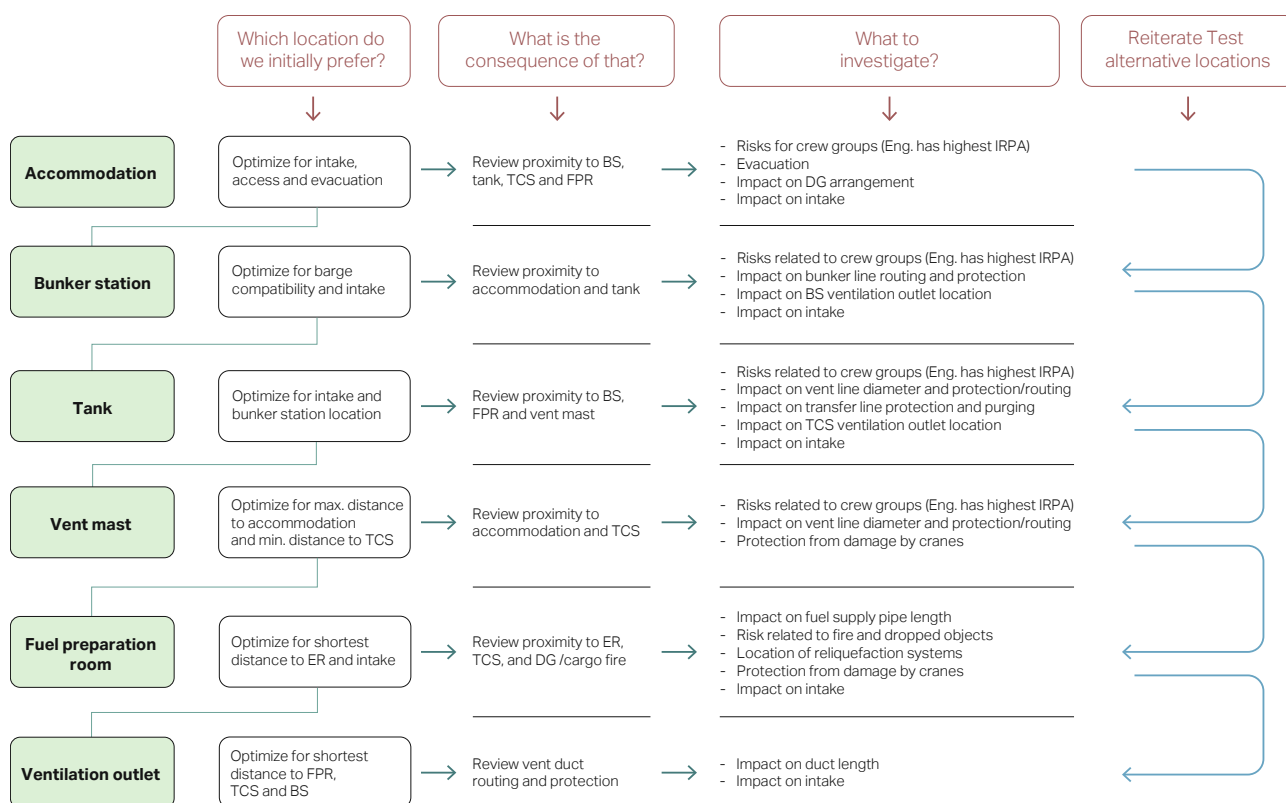 Which location do
we initially prefer?
What is the
consequence of that?
What to
investigate?
Reiterate Test
alternative locations
Accommodation
Optimize for intake,
access and evacuation
Review proximity to BS,
tank, TCS and FPR
- Risks for crew groups (Eng. has highest IRPA)
- Evacuation
- Impact on DG arrangement
- Impact on intake
Bunker station
Optimize for barge
compatibility and intake
Review proximity to
accommodation and tank
- Risks related to crew groups (Eng. has highest IRPA)
- Impact on bunker line routing and protection
- Impact on BS ventilation outlet location
- Impact on intake
Tank
Optimize for intake and
bunker station location
Review proximity to BS,
FPR and vent mast
- Risks related to crew groups (Eng. has highest IRPA)
- Impact on vent line diameter and protection/routing
- Impact on transfer line protection and purging
- Impact on TCS ventilation outlet location
- Impact on intake
Vent mast
Optimize for max. distance
to accommodation
and min. distance to TCS
Review proximity to
accommodation and TCS
- Risks related to crew groups (Eng. has highest IRPA)
- Impact on vent line diameter and protection/routing
- Protection from damage by cranes
Fuel preparation
room
Optimize for shortest
distance to ER and intake
Review proximity to ER,
TCS, and DG /cargo fire
- Impact on fuel supply pipe length
- Risk related to fire and dropped objects
- Location of reliquefaction systems
- Protection from damage by cranes
- Impact on intake
Ventilation outlet
Optimize for shortest
distance to FPR,
TCS and BS
Review vent duct
routing and protection
- Impact on duct length
- Impact on intake